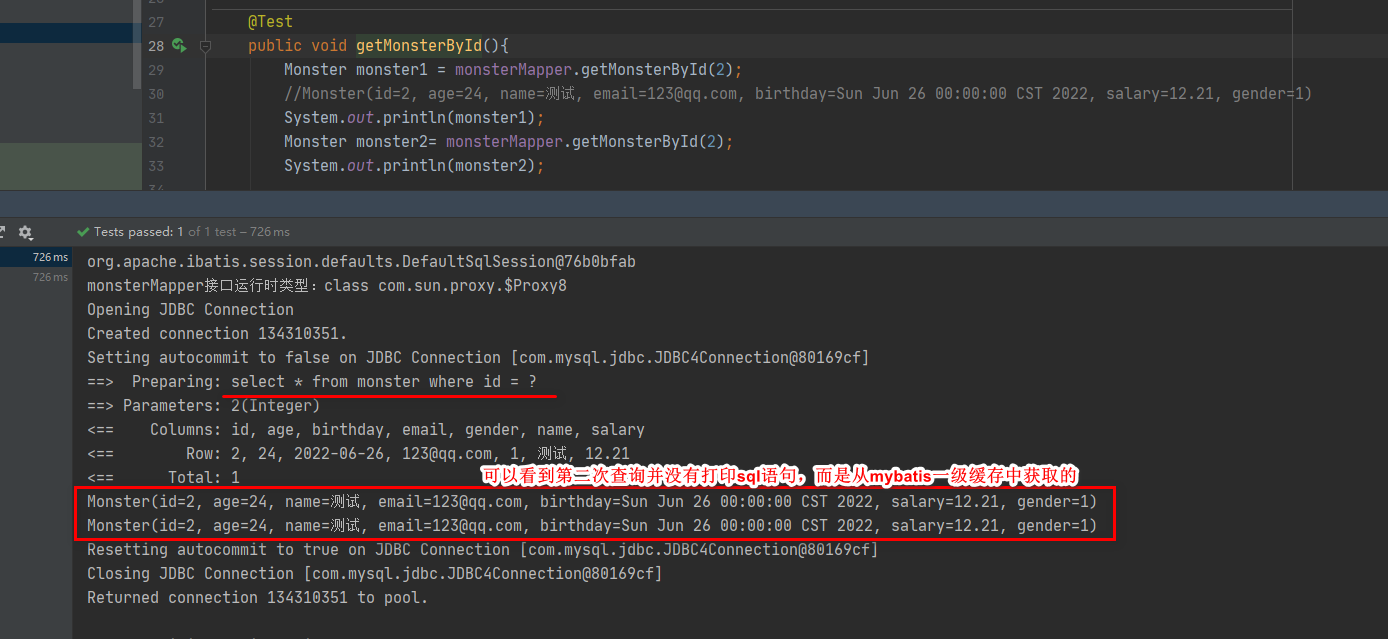 27 @Test
28 public void getMonsterById(){
29 Monster monster1 = monsterMapper.getMonsterById(2);
30 //Monster(id=2, age=24, name=测试, email=123@qq.com, birthday=Sun Jun 26 00:00:00 CST 2022, salary=12.21, gender=1)
31 System.out.println(monster1);
32 Monster monster2= monsterMapper.getMonsterById(2);
33 System.out.println(monster2);
Tests passed: 1 of 1 test – 726 ms
726 ms
726 ms
org.apache.ibatis.session.defaults.DefaultSqlSession@76b0bfab
monsterMapper接口运行时类型：class com.sun.proxy.$Proxy8
Opening JDBC Connection
Created connection 134310351.
Setting autocommit to false on JDBC Connection [com.mysql.jdbc.JDBC4Connection@80169cf]
==>  Preparing: select * from monster where id = ?
==> Parameters: 2(Integer)
<==    Columns: id, age, birthday, email, gender, name, salary
<==        Row: 2, 24, 2022-06-26, 123@qq.com, 1, 测试, 12.21
可以看到第二次查询并没有打印sql语句，而是从mybatis一级缓存中获取的
<==      Total: 1
Monster(id=2, age=24, name=测试, email=123@qq.com, birthday=Sun Jun 26 00:00:00 CST 2022, salary=12.21, gender=1)
Monster(id=2, age=24, name=测试, email=123@qq.com, birthday=Sun Jun 26 00:00:00 CST 2022, salary=12.21, gender=1)
Resetting autocommit to true on JDBC Connection [com.mysql.jdbc.JDBC4Connection@80169cf]
Closing JDBC Connection [com.mysql.jdbc.JDBC4Connection@80169cf]
Returned connection 134310351 to pool.